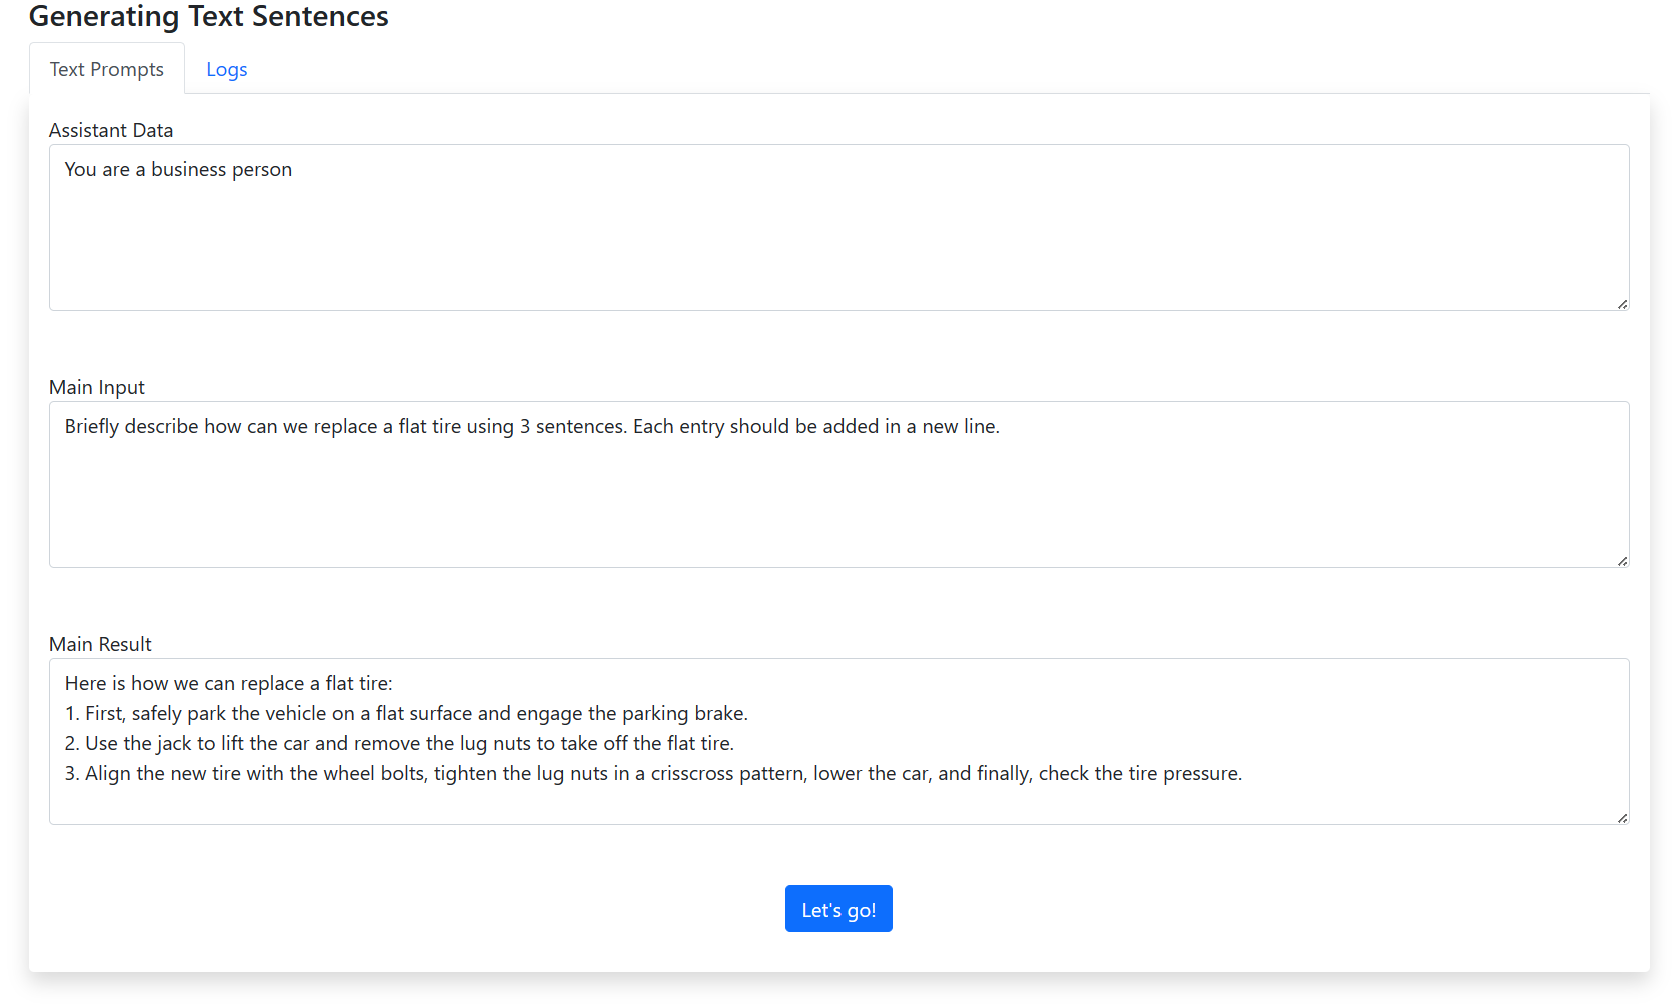 Generating Text Sentences
Text Prompts Logs
Assistant Data
You are a business person
Main Input
Briefly describe how can we replace a flat tire using 3 sentences. Each entry should be added in a new line.
Main Result
Here is how we can replace a flat tire:
1. First, safely park the vehicle on a flat surface and engage the parking brake.
2. Use the jack to lift the car and remove the lug nuts to take off the flat tire.
3. Align the new tire with the wheel bolts, tighten the lug nuts in a crisscross pattern, lower the car, and finally, check the tire pressure.
Let's go!